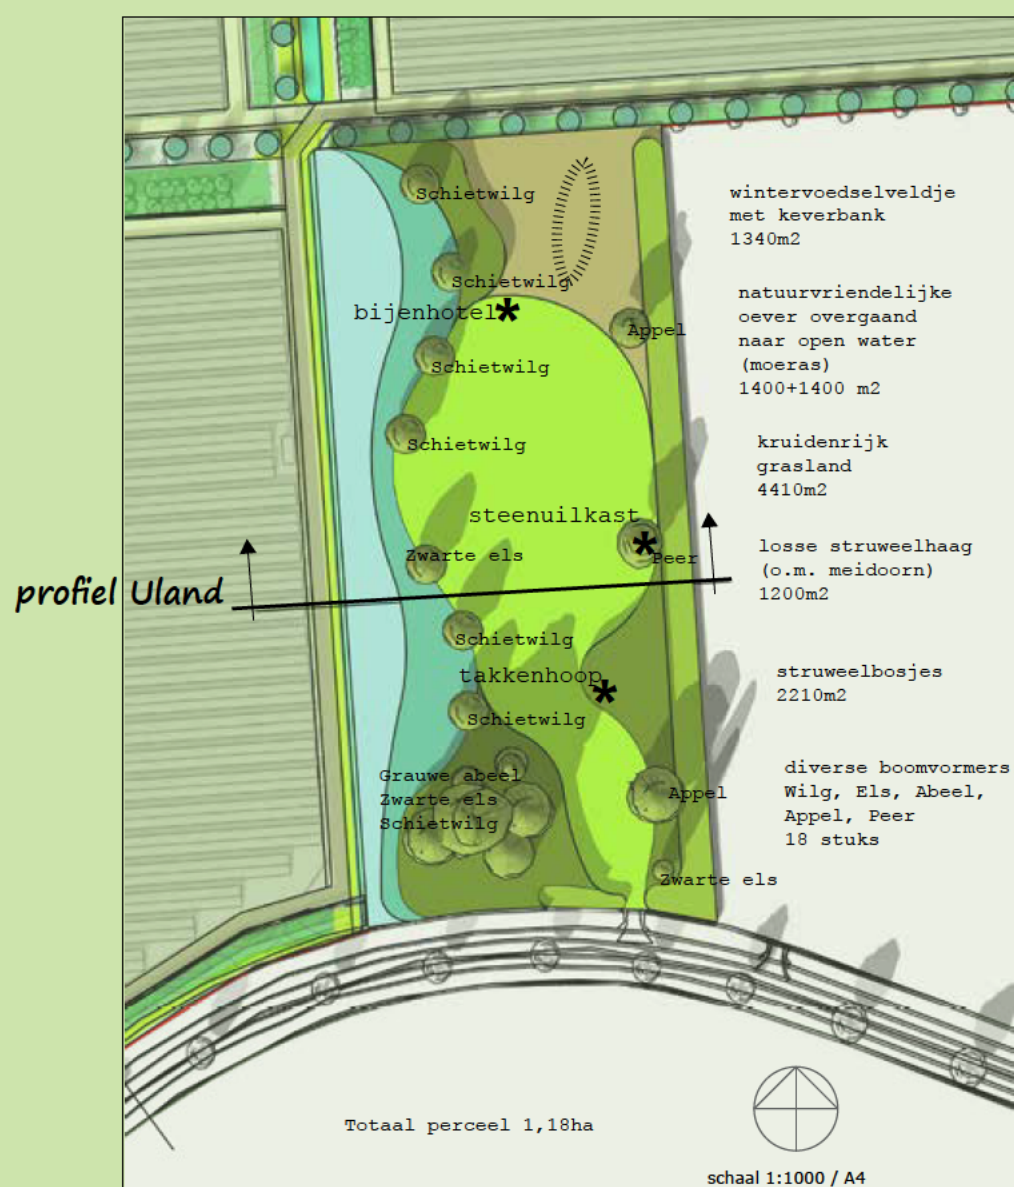 Schietwilg
wintervoedselveldje
met keverbank
1340m2
Schietwilg
bijenhotel*
natuurvriendelijke
oever overgaand
naar open water
(moeras)
1400+1400 m2
Appel
Schietwilg
Schietwilg
kruidenrijk
grasland
4410m2
steenuilkast
*
Peer
Zwarte els
losse struweelhaag
(o.m. meidoorn)
1200m2
profiel Uland
Schietwilg
takkenhoop
*
struweelbosjes
2210m2
Schietwilg
Grauwe abeel
Zwarte els
Schietwilg
Appel
diverse boomvormers
Wilg, Els, Abeel,
Appel, Peer
18 stuks
Zwarte els
Totaal perceel 1,18ha
schaal 1:1000 / A4